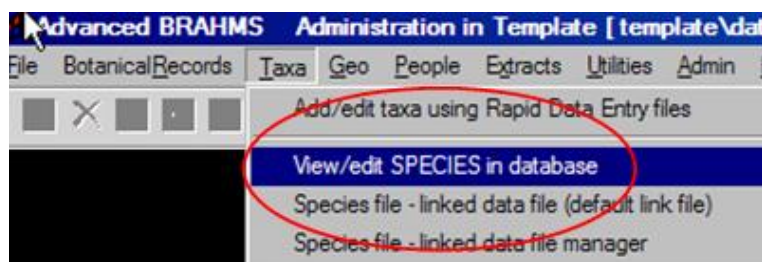 Advanced BRAHMS Administration in Template [ template\da
File BotanicalRecords Taxa Geo People Extracts Utilities Admin
Add/edit taxa using Rapid Data Entry files
View/edit SPECIES in database
Species file - linked data file (default link file)
Species file - linked data file manager